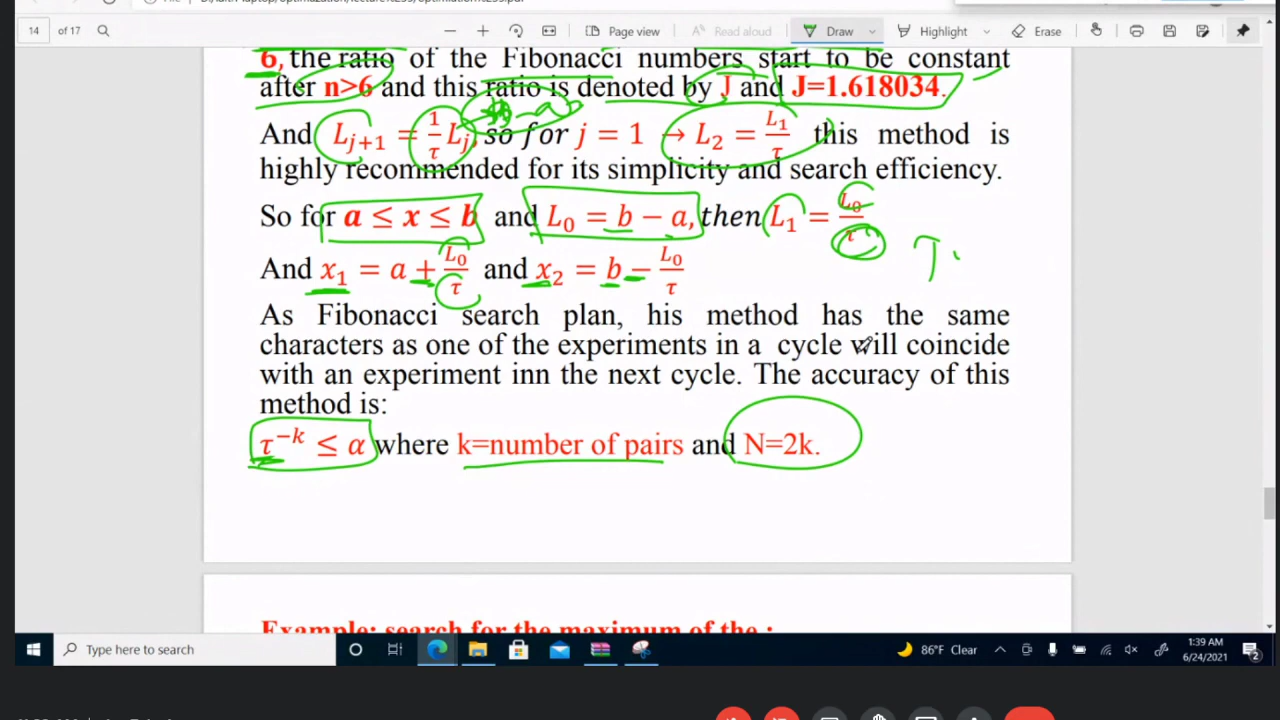 14 of 17
Page view
Read aloud
Draw
Highlight
Erase
6, the ratio of the Fibonacci numbers start to be constant
after n>6 and this ratio is denoted by J and J=1.618034.
And L_{j+1} = \frac{1}{τ} L_j, so for j = 1 → L_2 = \frac{L_1}{τ} this method is
highly recommended for its simplicity and search efficiency.
So for a ≤ x ≤ b and L_0 = b − a, then L_1 = \frac{L_0}{τ}
And x_1 = a + \frac{L_0}{τ} and x_2 = b − \frac{L_0}{τ}
As Fibonacci search plan, his method has the same
characters as one of the experiments in a cycle will coincide
with an experiment inn the next cycle. The accuracy of this
method is:
τ^{−k} ≤ α where k=number of pairs and N=2k.
Example: search for the maximum of the :
Type here to search
86°F Clear
1:39 AM
6/24/2021
2